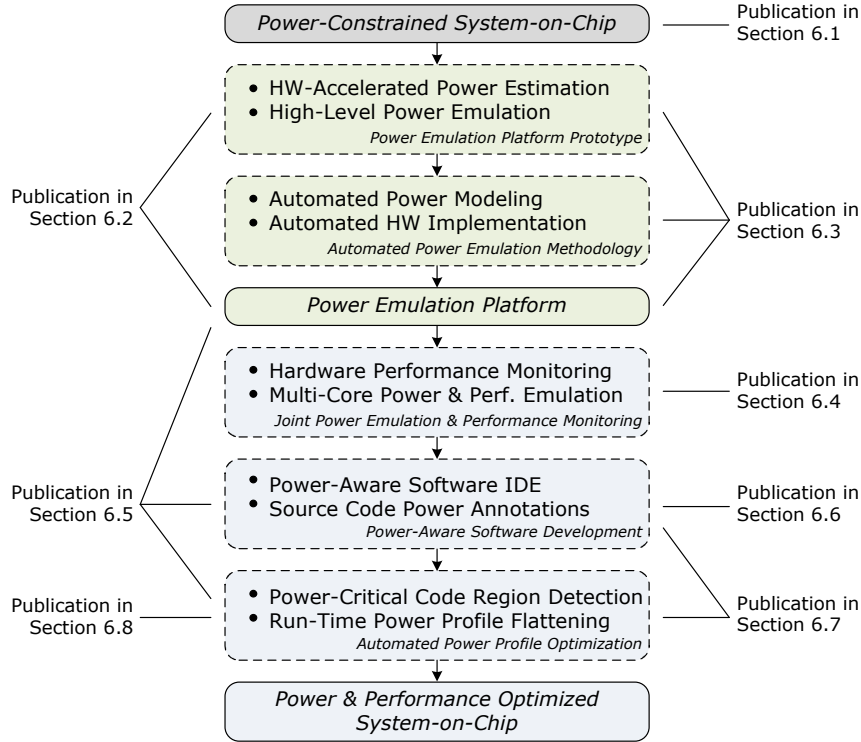 Power-Constrained System-on-Chip
Publication in
Section 6.1
• HW-Accelerated Power Estimation
• High-Level Power Emulation
Power Emulation Platform Prototype
Publication in
Section 6.2
• Automated Power Modeling
• Automated HW Implementation
Automated Power Emulation Methodology
Publication in
Section 6.3
Power Emulation Platform
• Hardware Performance Monitoring
• Multi-Core Power & Perf. Emulation
Joint Power Emulation & Performance Monitoring
Publication in
Section 6.4
Publication in
Section 6.5
• Power-Aware Software IDE
• Source Code Power Annotations
Power-Aware Software Development
Publication in
Section 6.6
Publication in
Section 6.8
• Power-Critical Code Region Detection
• Run-Time Power Profile Flattening
Automated Power Profile Optimization
Publication in
Section 6.7
Power & Performance Optimized
System-on-Chip